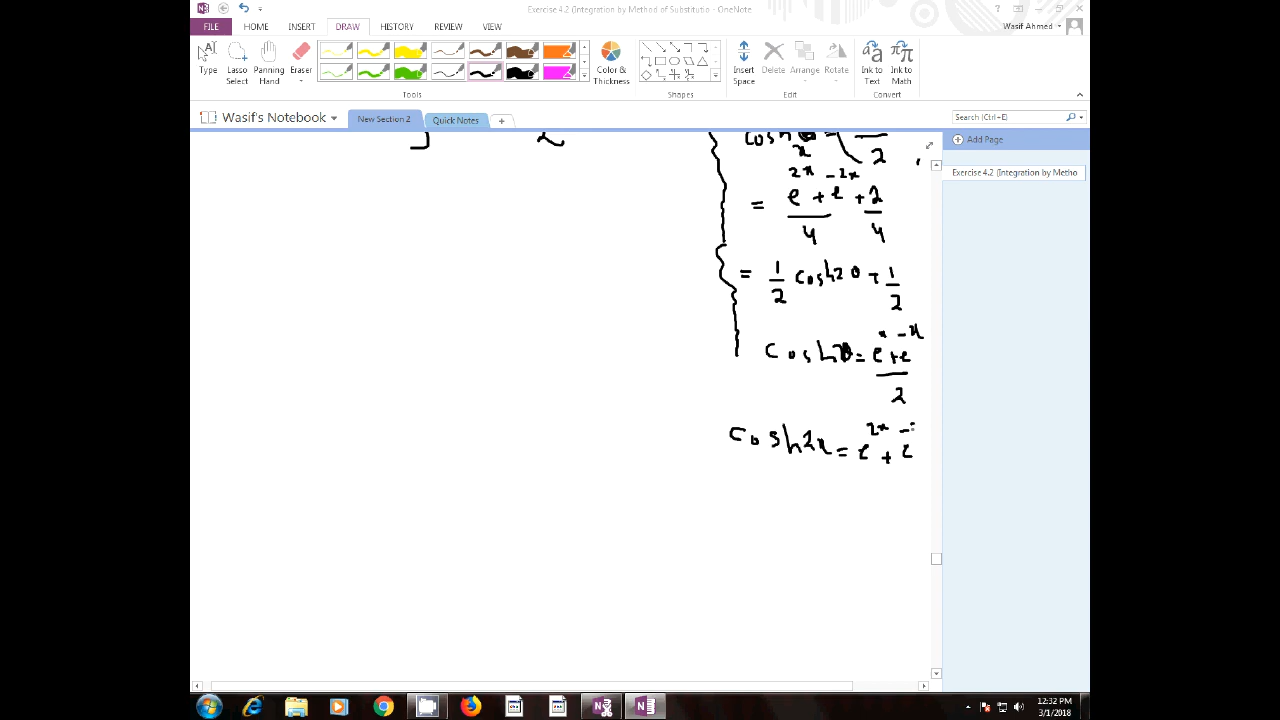 Exercise 4.2 (Integration by Method of Substitutio - OneNote
FILE HOME INSERT DRAW HISTORY REVIEW VIEW
Wasif Ahmed
Type Lasso Select Panning Hand Eraser Color & Thickness Insert Space Delete Arrange Rotate Ink to Text Ink to Math
Tools Shapes Edit Convert
Wasif's Notebook New Section 2 Quick Notes
Search (Ctrl+E)
Add Page
Exercise 4.2 (Integration by Metho
2
= e^2x + e^-2x / 4 + 2/4
= 1/2 cosh2θ + 1/2
coshx = e^x + e^-x / 2
cosh2x = e^2x + e^-
12:32 PM
3/1/2018